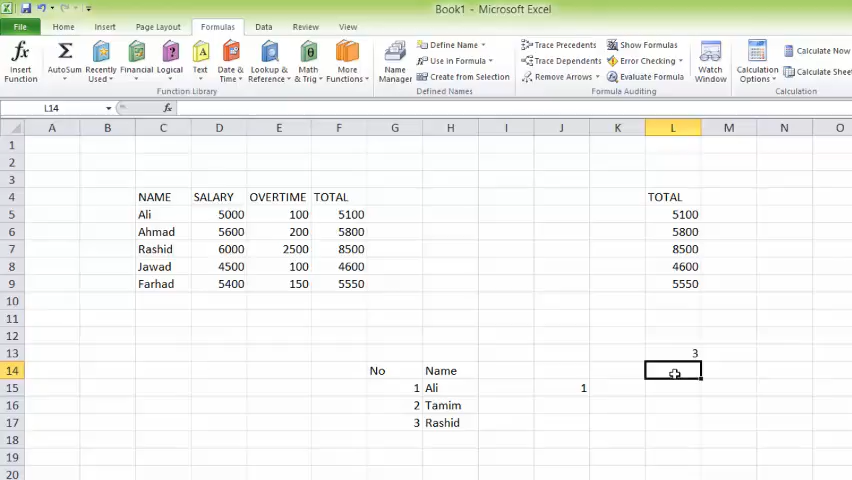 Book1 - Microsoft Excel
File Home Insert Page Layout Formulas Data Review View
Insert Function
AutoSum
Recently Used
Financial
Logical
Text
Date & Time
Lookup & Reference
Math & Trig
More Functions
Function Library
Name Manager
Define Name
Use in Formula
Create from Selection
Defined Names
Trace Precedents
Trace Dependents
Remove Arrows
Show Formulas
Error Checking
Evaluate Formula
Formula Auditing
Watch Window
Calculation Options
Calculate Now
Calculate Shee
Calculation
L14 fx
A B C D E F G H I J K L M N O
1
2
3
4 NAME SALARY OVERTIME TOTAL TOTAL
5 Ali 5000 100 5100 5100
6 Ahmad 5600 200 5800 5800
7 Rashid 6000 2500 8500 8500
8 Jawad 4500 100 4600 4600
9 Farhad 5400 150 5550 5550
10
11
12
13 3
14 No Name
15 1 Ali 1
16 2 Tamim
17 3 Rashid
18
19
20